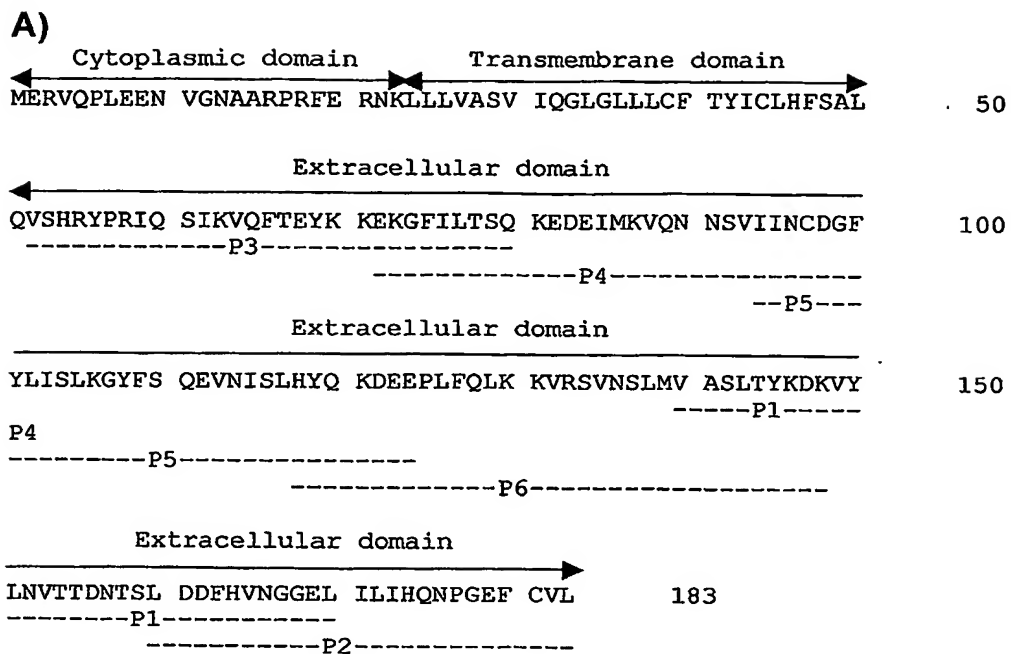 A)
Cytoplasmic domain Transmembrane domain
MERVQPLEEN VGNAARPRFE RNKLLLVASV IQGLGLLLCF TYICLHFSAL 50
Extracellular domain
QVSHRYPRIQ SIKVQFTEYK KEKGFILTSQ KEDEIMKVQN NSVIINCDGF 100
--------------P3-----------------
--------------P4-----------------
--P5---
Extracellular domain
YLISLKGYFS QEVNISLHYQ KDEEPLFQLK KVRSVNSLMV ASLTYKDKVY 150
-----P1-----
P4
---------P5----------------
--------------P6--------------------
Extracellular domain
LNVTTDNTSL DDFHVNGGEL ILIHQNPGEF CVL 183
--------P1------------
------------P2---------------